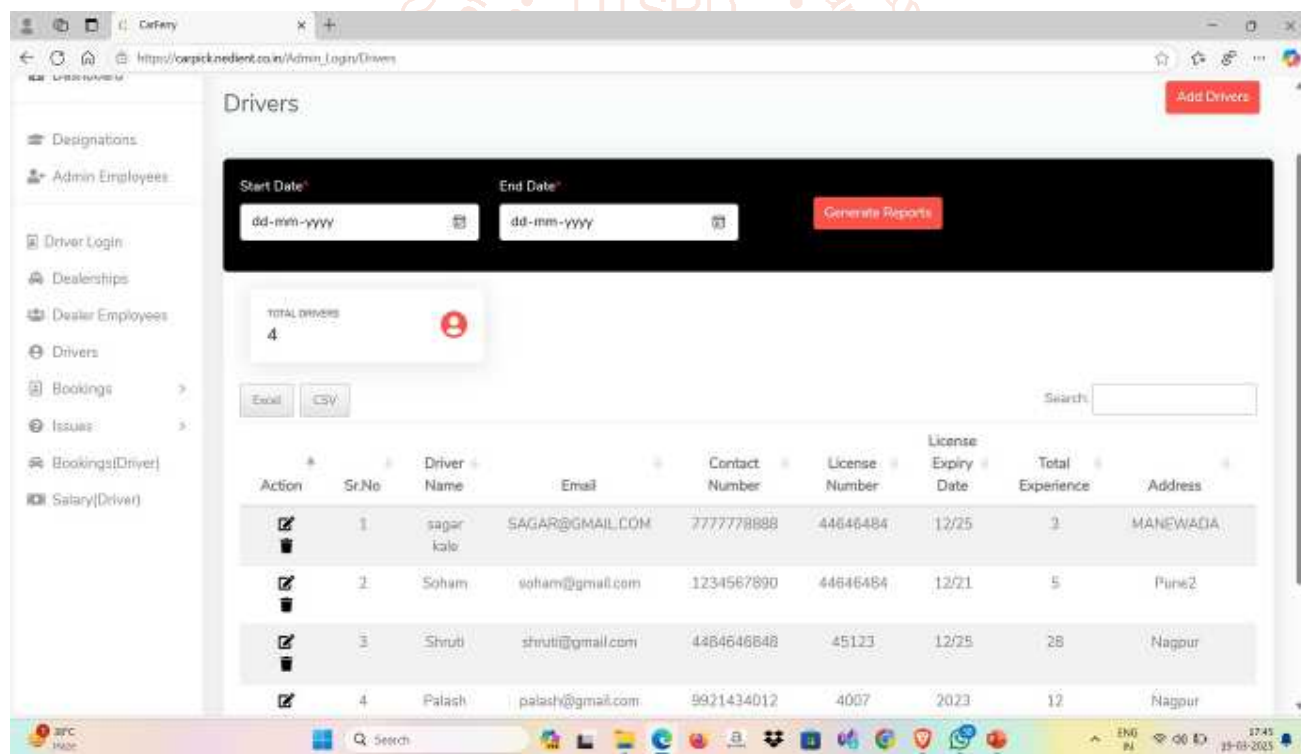 CarFerry
https://carpick.nedient.co.in/Admin_Login/Drivers
Dashboard
Drivers
Add Drivers
Designations
Admin Employees
Start Date*
End Date*
dd-mm-yyyy
dd-mm-yyyy
Generate Reports
Driver Login
Dealerships
Dealer Employees
Drivers
Bookings
Issues
Bookings(Driver)
Salary(Driver)
TOTAL DRIVERS
4
Excel CSV
Search:
Action Sr.No Driver Name Email Contact Number License Number License Expiry Date Total Experience Address
1 sagar kale SAGAR@GMAIL.COM 7777778888 44646484 12/25 3 MANEWADA
2 Soham soham@gmail.com 1234567890 44646484 12/21 5 Pune2
3 Shruti shruti@gmail.com 4484646848 45123 12/25 28 Nagpur
4 Palash palash@gmail.com 9921434012 4007 2023 12 Nagpur
Search
ENG
IN
17:45
19-03-2025